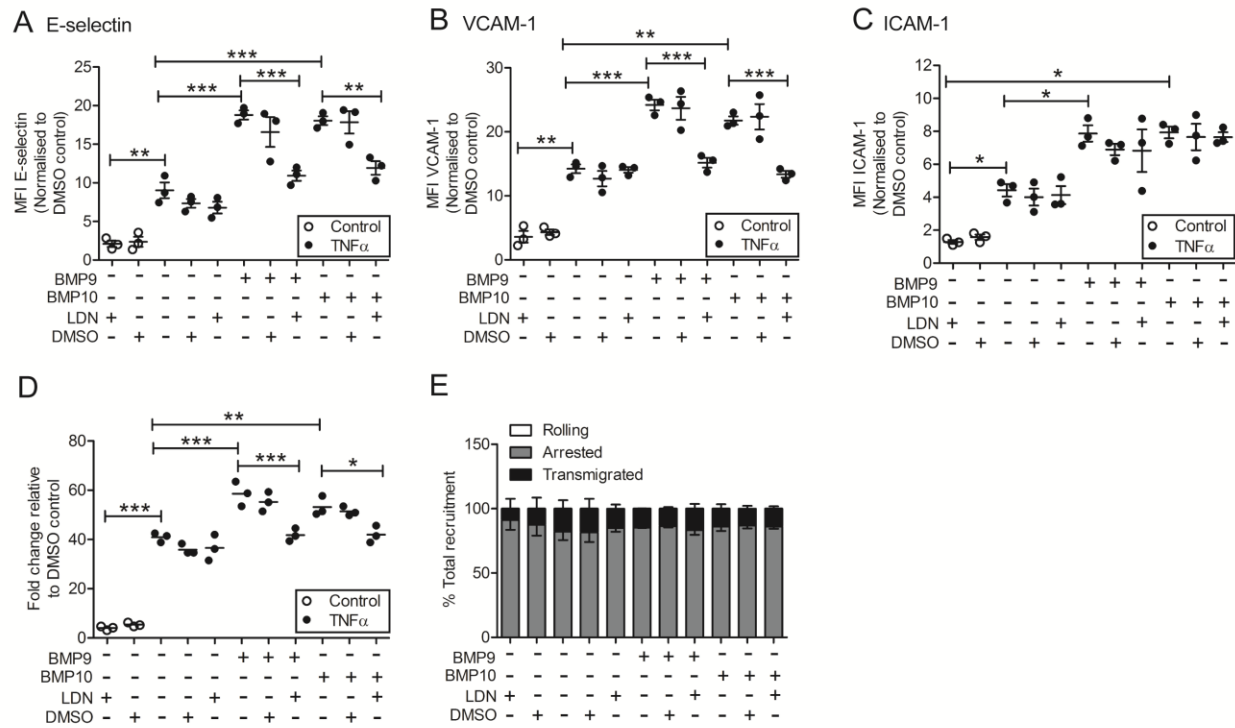 A E-selectin
MFI E-selectin
(Normalised to
DMSO control)
25
20
15
10
5
0
** *** *** *** **
Control
TNFα
BMP9 - - - - - + + + - - -
BMP10 - - - - - - - - + + +
LDN + - - - + - - + - - +
DMSO - + - + - - + - - + -
B VCAM-1
MFI VCAM-1
(Normalised to
DMSO control)
30
20
10
0
** *** ** *** ***
Control
TNFα
BMP9 - - - - - + + + - - -
BMP10 - - - - - - - - + + +
LDN + - - - + - - + - - +
DMSO - + - + - - + - - + -
C ICAM-1
MFI ICAM-1
(Normalised to
DMSO control)
12
10
8
6
4
2
0
* * *
Control
TNFα
BMP9 - - - - - + + + - - -
BMP10 - - - - - - - - + + +
LDN + - - - + - - + - - +
DMSO - + - + - - + - - + -
D
Fold change relative
to DMSO control
80
60
40
20
0
*** *** ** *** *
Control
TNFα
BMP9 - - - - - + + + - - -
BMP10 - - - - - - - - + + +
LDN + - - - + - - + - - +
DMSO - + - + - - + - - + -
E
Rolling
Arrested
Transmigrated
% Total recruitment
150
100
50
0
BMP9 - - - - - + + + - - -
BMP10 - - - - - - - - + + +
LDN + - - - + - - + - - +
DMSO - + - + - - + - - + -